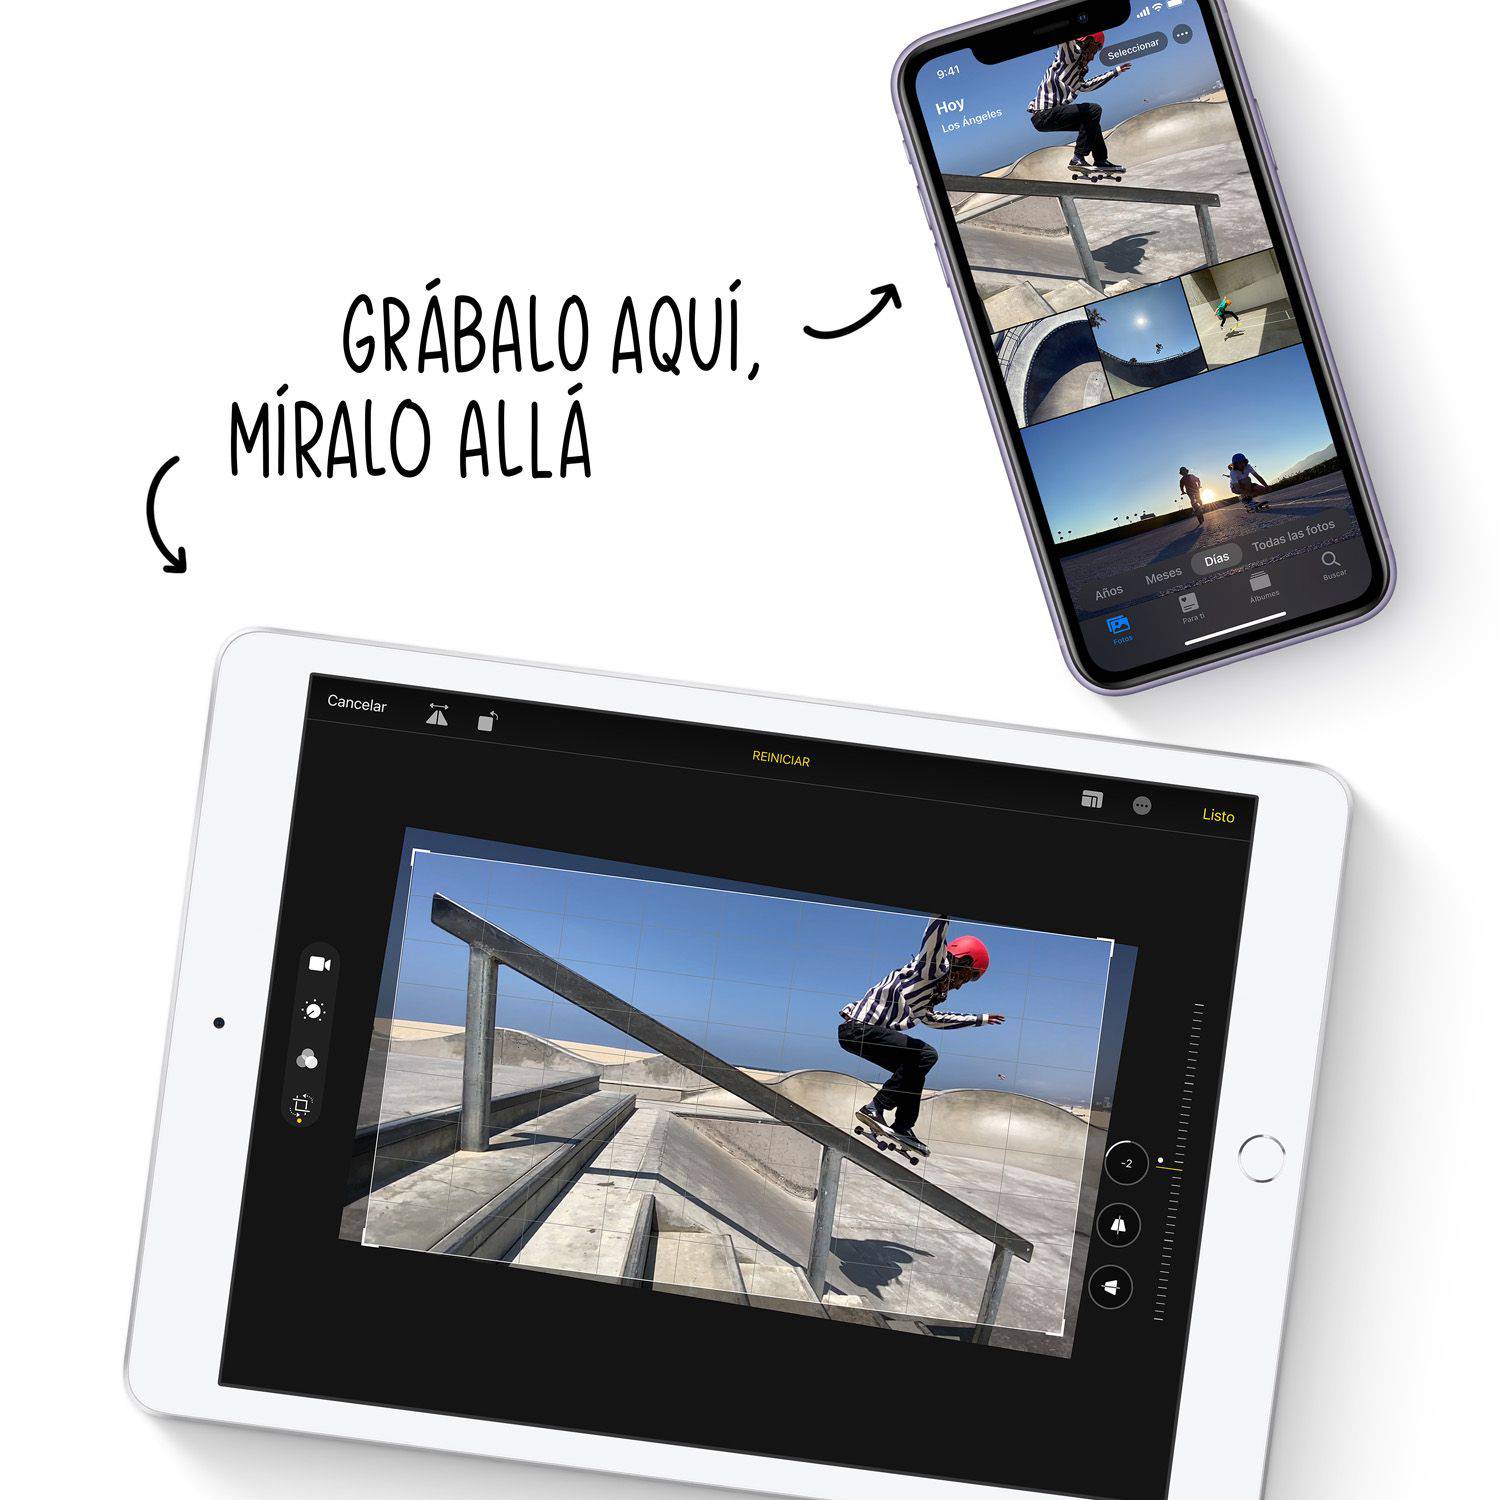 9:41
Seleccionar
Hoy
Los Ángeles
GRÁBALO AQUÍ,
MÍRALO ALLÁ
Años
Meses
Días
Todas las fotos
Fotos
Para ti
Álbumes
Buscar
Cancelar
REINICIAR
Listo
-2